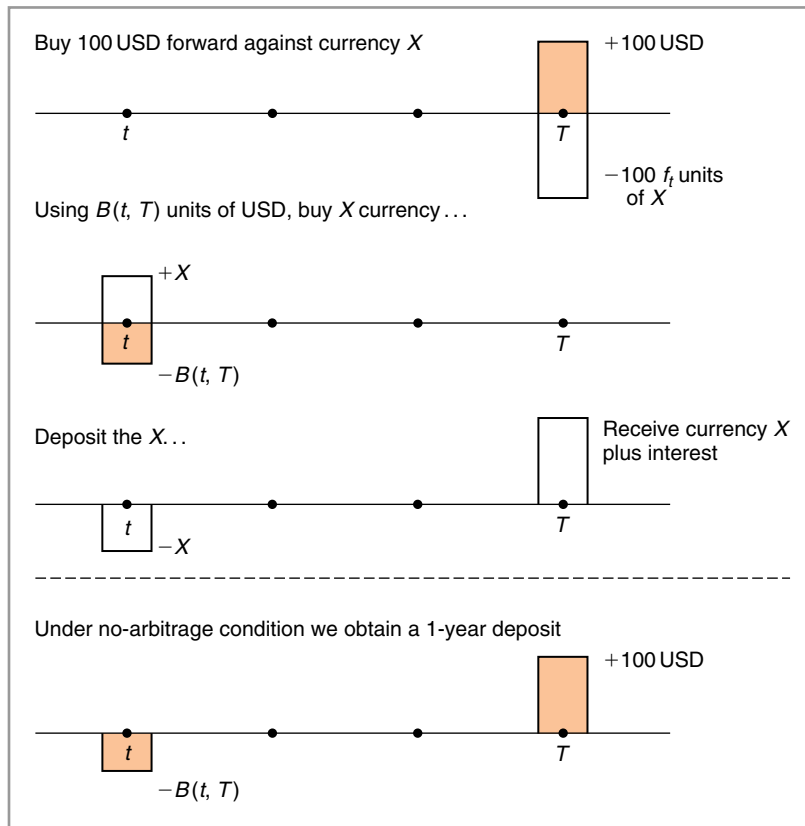 Buy 100 USD forward against currency X
+100 USD
t
T
−100 fₜ units
of X
Using B(t, T) units of USD, buy X currency...
+X
t
T
−B(t, T)
Deposit the X...
Receive currency X
plus interest
t
T
−X
Under no-arbitrage condition we obtain a 1-year deposit
+100 USD
t
T
−B(t, T)